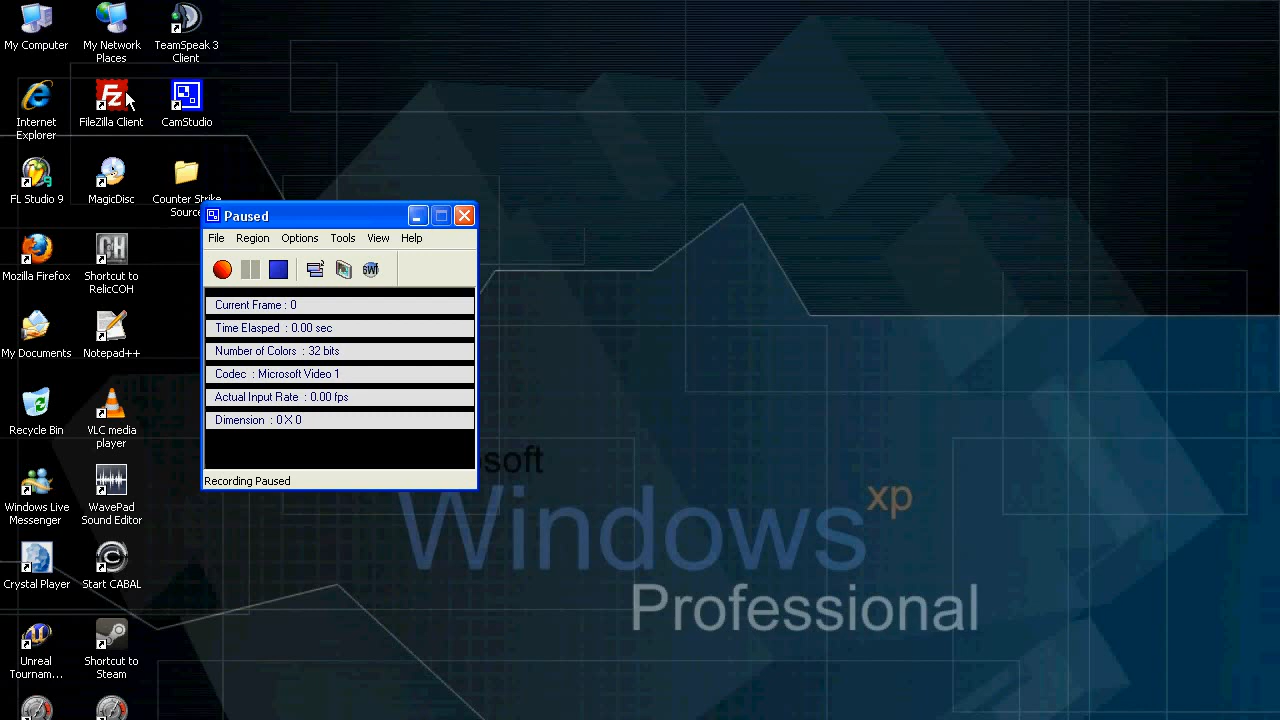 My Computer
My Network
Places
TeamSpeak 3
Client
Internet
Explorer
FileZilla Client
CamStudio
FL Studio 9
MagicDisc
Counter Strike
Source
Mozilla Firefox
Shortcut to
RelicCOH
My Documents
Notepad++
Recycle Bin
VLC media
player
Windows Live
Messenger
WavePad
Sound Editor
Crystal Player
Start CABAL
Unreal
Tournam...
Shortcut to
Steam
Paused
File Region Options Tools View Help
Current Frame : 0
Time Elasped : 0.00 sec
Number of Colors : 32 bits
Codec : Microsoft Video 1
Actual Input Rate : 0.00 fps
Dimension : 0 X 0
Recording Paused
soft
Windows xp
Professional